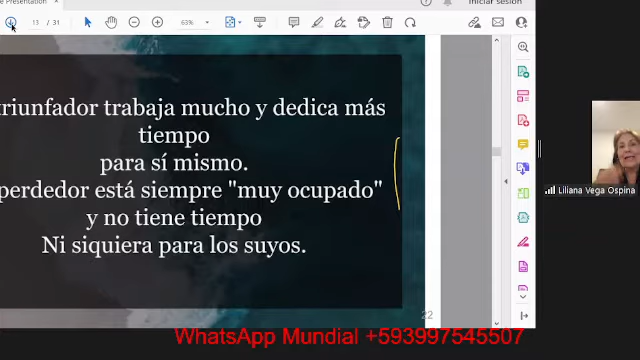 Presentation
Iniciar sesión
13 / 31
63%
triunfador trabaja mucho y dedica más
tiempo
para sí mismo.
perdedor está siempre "muy ocupado"
y no tiene tiempo
Ni siquiera para los suyos.
22
Liliana Vega Ospina
WhatsApp Mundial +593997545507